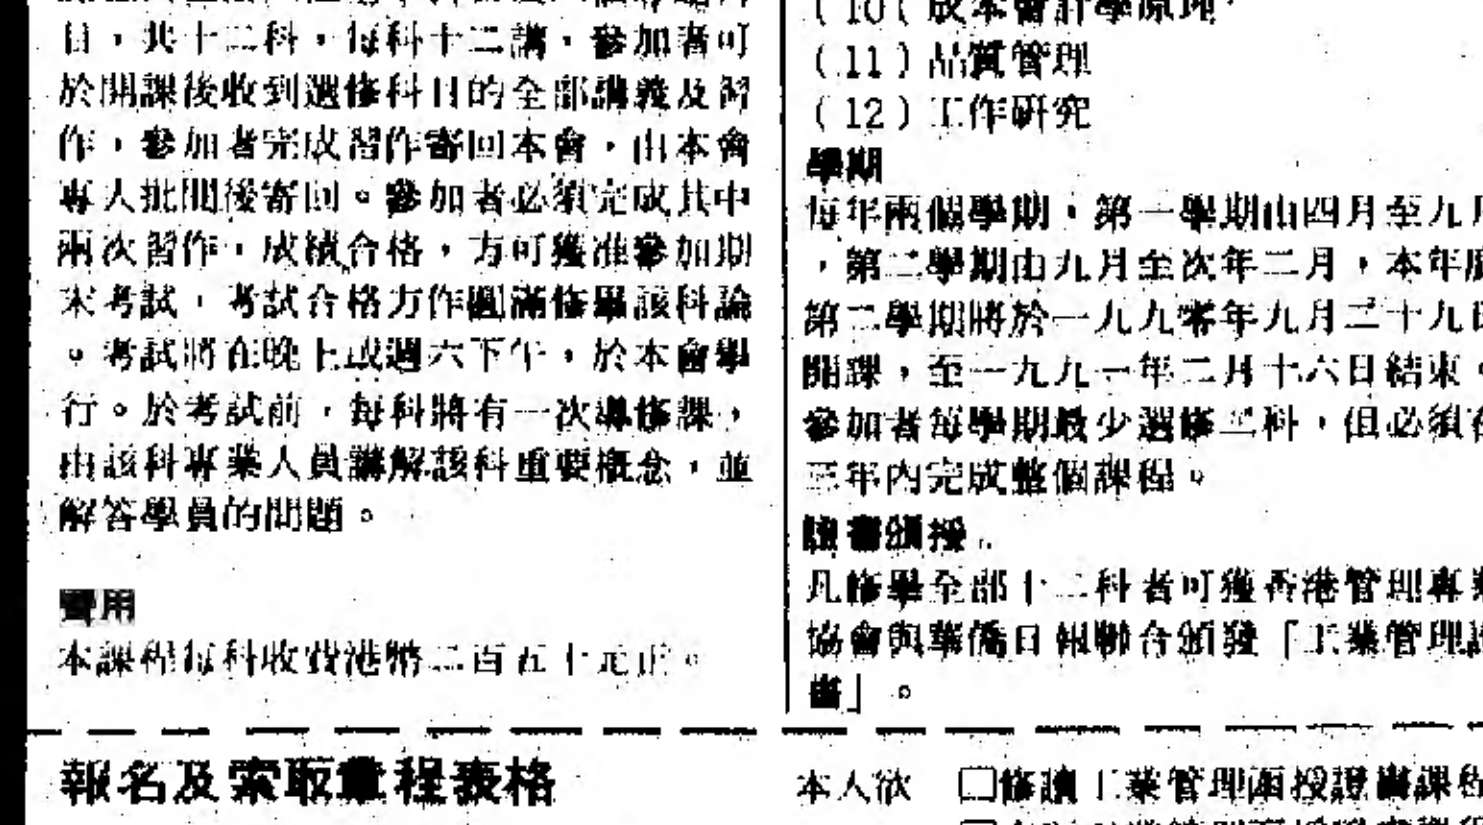 目，共十二科，每科十二講，參加者可
於開課後收到選修科目的全部講義及習
作，參加者完成習作寄回本會，由本會
專人批閱後寄回。參加者必須完成其中
兩次習作，成績合格，方可獲准參加期
末考試，考試合格方作圓滿修畢該科論
。考試將在晚上或週六下午，於本會舉
行。於考試前，每科將有一次導修課，
由該科專業人員講解該科重要概念，並
解答學員的問題。
費用
本課程每科收費港幣二百五十元正。
(10(成本會計學原理
(11)品質管理
(12)工作研究
學期
每年兩個學期，第一學期由四月至九月
，第二學期由九月至次年二月，本年度
第二學期將於一九九零年九月二十九日
開課，至一九九一年二月十六日結束。
參加者每學期最少選修二科，但必須在
三年內完成整個課程。
證書頒授
凡修畢全部十二科者可獲香港管理專業
協會與華僑日報聯合頒發「工業管理證
書」。
報名及索取章程表格
本人欲 □修讀工業管理函授證書課程